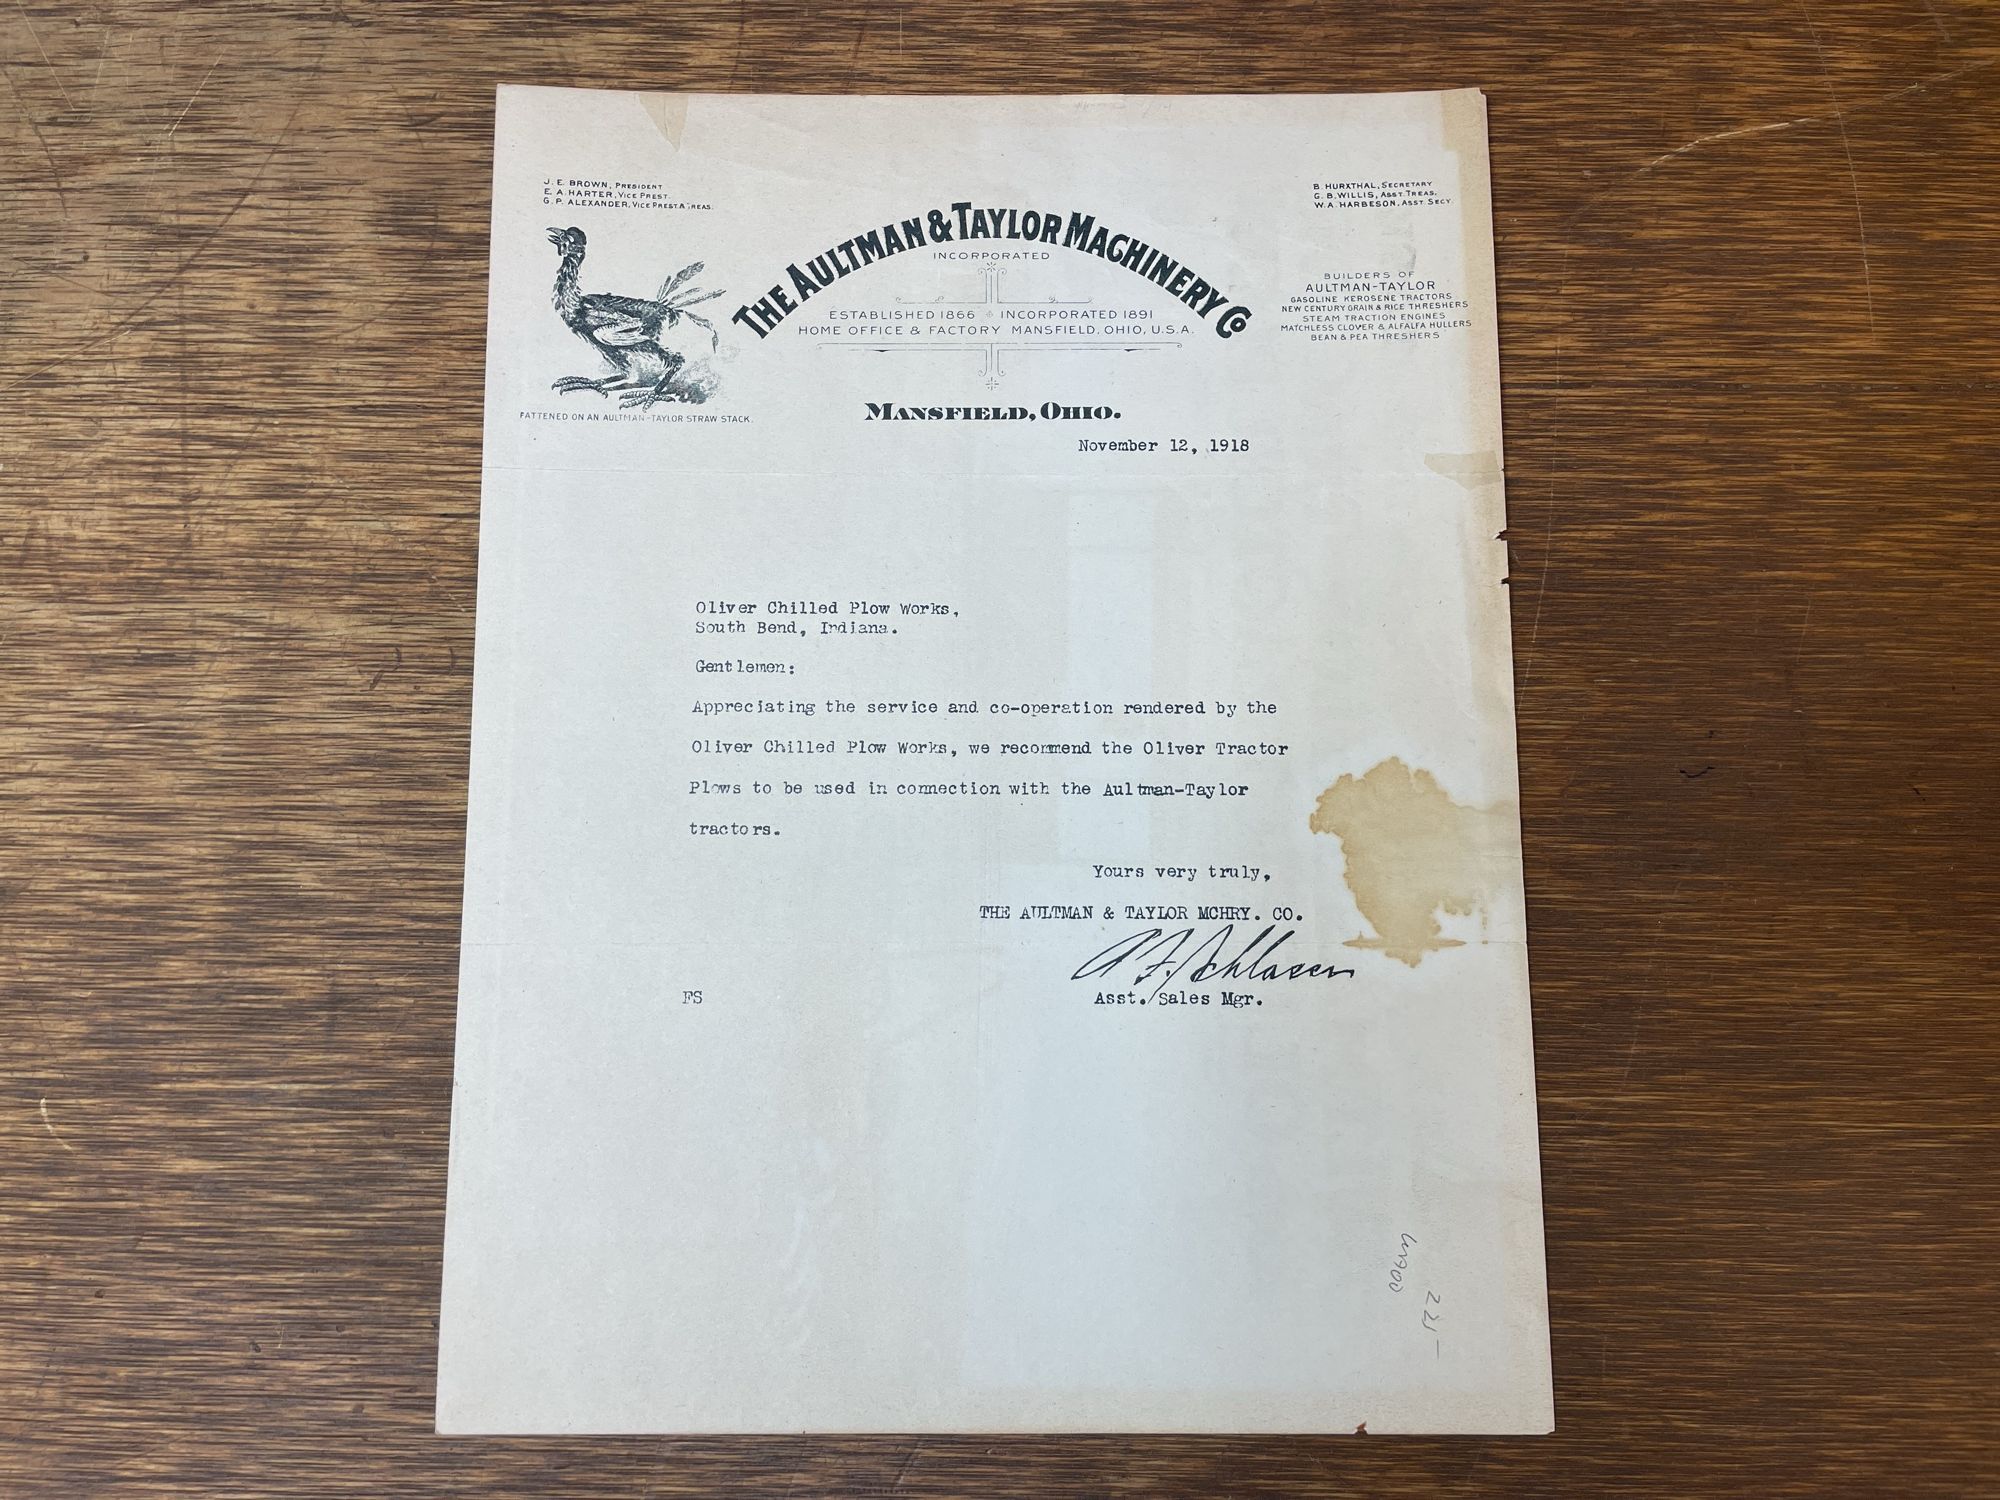 J. E. BROWN, PRESIDENT
E. A. HARTER, VICE PREST.
G. P. ALEXANDER, VICE PREST. & TREAS.
B. HURXTHAL, SECRETARY
G. B. WILLIS, ASST. TREAS.
W. A. HARBESON, ASST. SECY.
THE AULTMAN & TAYLOR MACHINERY CO
INCORPORATED
ESTABLISHED 1866 INCORPORATED 1891
HOME OFFICE & FACTORY MANSFIELD, OHIO, U.S.A.
BUILDERS OF
AULTMAN-TAYLOR
GASOLINE KEROSENE TRACTORS
NEW CENTURY GRAIN & RICE THRESHERS
STEAM TRACTION ENGINES
MATCHLESS CLOVER & ALFALFA HULLERS
BEAN & PEA THRESHERS
FATTENED ON AN AULTMAN-TAYLOR STRAW STACK.
MANSFIELD, OHIO.
November 12, 1918
Oliver Chilled Plow Works,
South Bend, Indiana.
Gentlemen:
Appreciating the service and co-operation rendered by the
Oliver Chilled Plow Works, we recommend the Oliver Tractor
Plows to be used in connection with the Aultman-Taylor
tractors.
Yours very truly,
THE AULTMAN & TAYLOR MCHRY. CO.
FS
Asst. Sales Mgr.